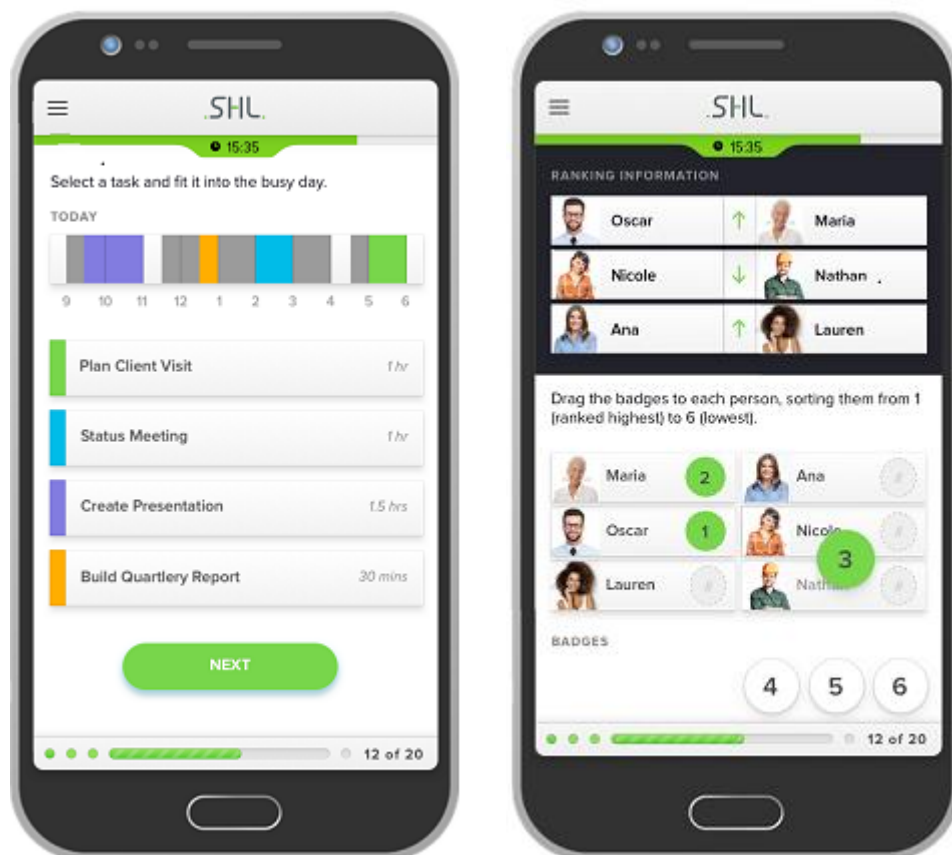 .SHL.
15:35
Select a task and fit it into the busy day.
TODAY
9 10 11 12 1 2 3 4 5 6
Plan Client Visit 1 hr
Status Meeting 1 hr
Create Presentation 1.5 hrs
Build Quartlery Report 30 mins
NEXT
12 of 20
.SHL.
15:35
RANKING INFORMATION
Oscar ↑ Maria
Nicole ↓ Nathan
Ana ↑ Lauren
Drag the badges to each person, sorting them from 1
(ranked highest) to 6 (lowest).
Maria 2 Ana #
Oscar 1 Nicole #
3
Lauren # Nathan #
BADGES
4 5 6
12 of 20